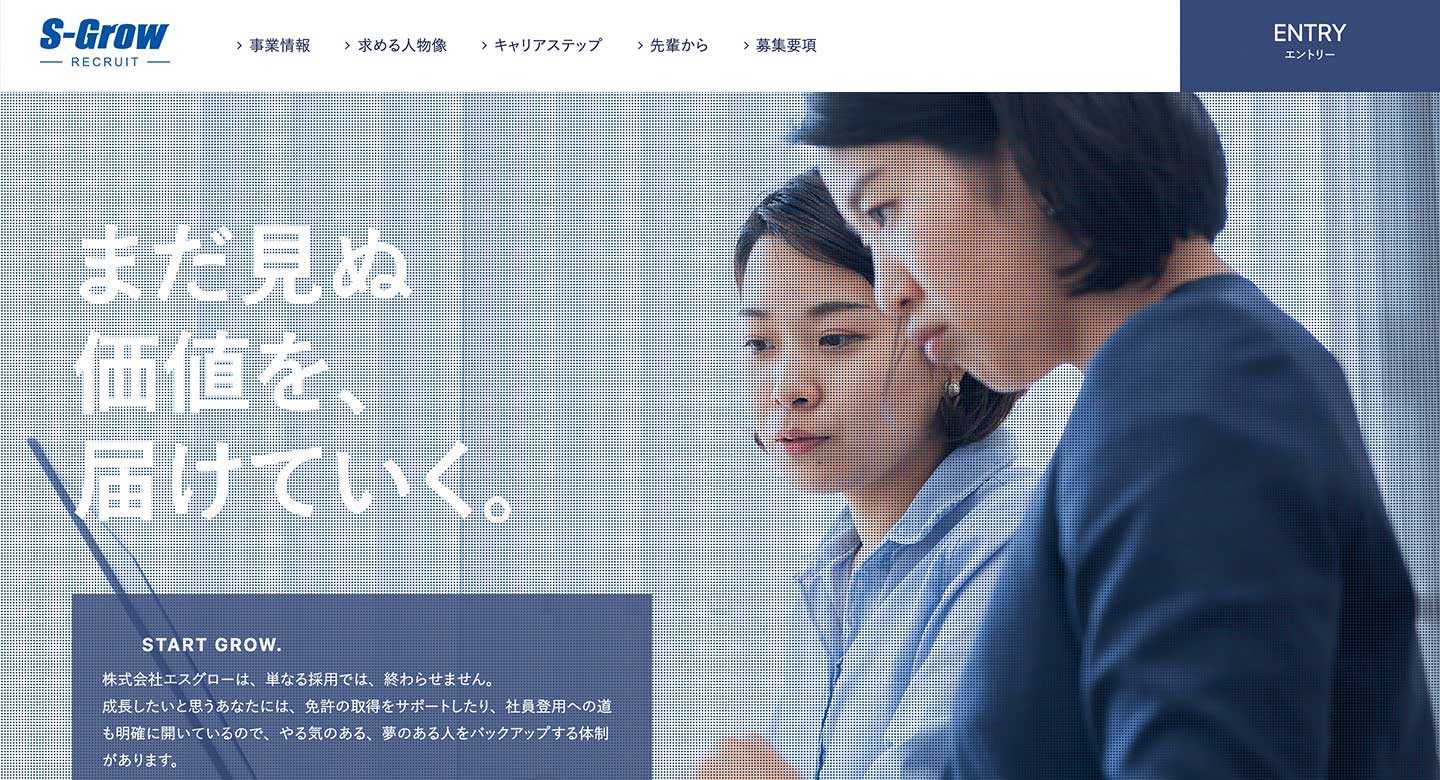 S-Grow
RECRUIT
事業情報
求める人物像
キャリアステップ
先輩から
募集要項
ENTRY
エントリー
まだ見ぬ
価値を、
届けていく。
START GROW.
株式会社エスグローは、単なる採用では、終わらせません。
成長したいと思うあなたには、免許の取得をサポートしたり、社員登用への道
も明確に開いているので、やる気のある、夢のある人をバックアップする体制
があります。